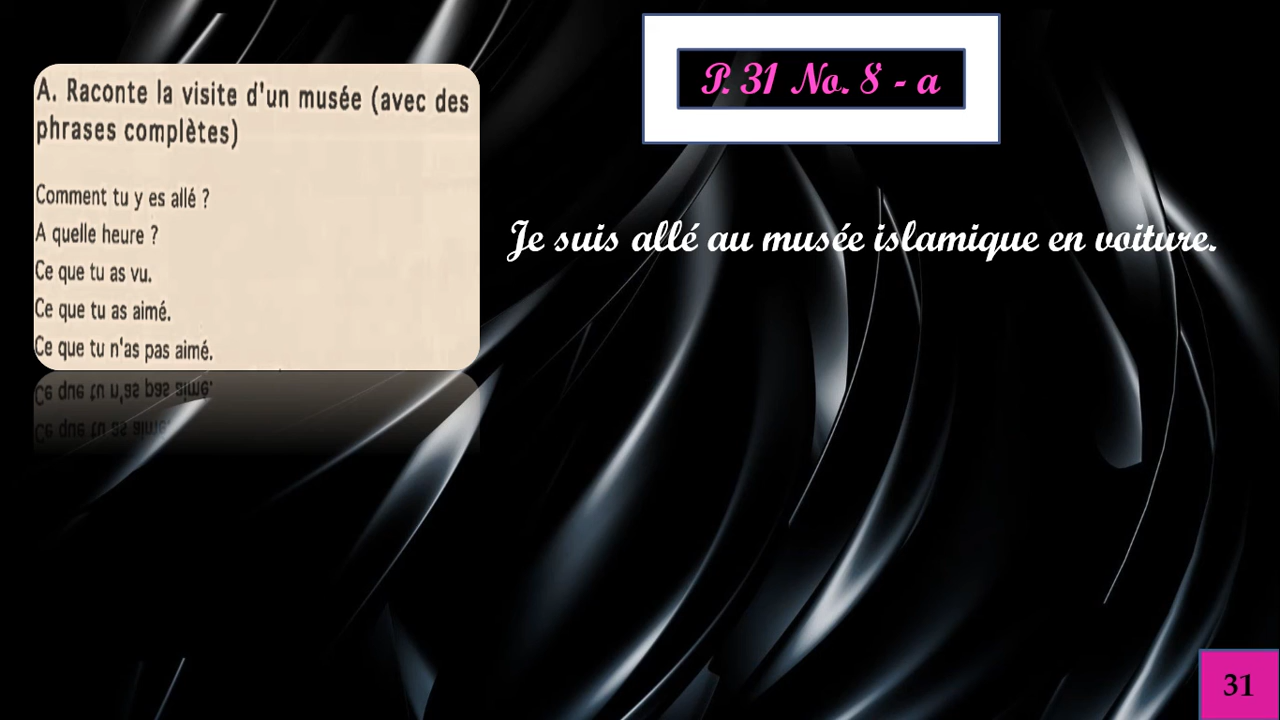 P. 31 No. 8 - a
A. Raconte la visite d'un musée (avec des
phrases complètes)
Comment tu y es allé ?
A quelle heure ?
Ce que tu as vu.
Ce que tu as aimé.
Ce que tu n'as pas aimé.
Je suis allé au musée islamique en voiture.
31